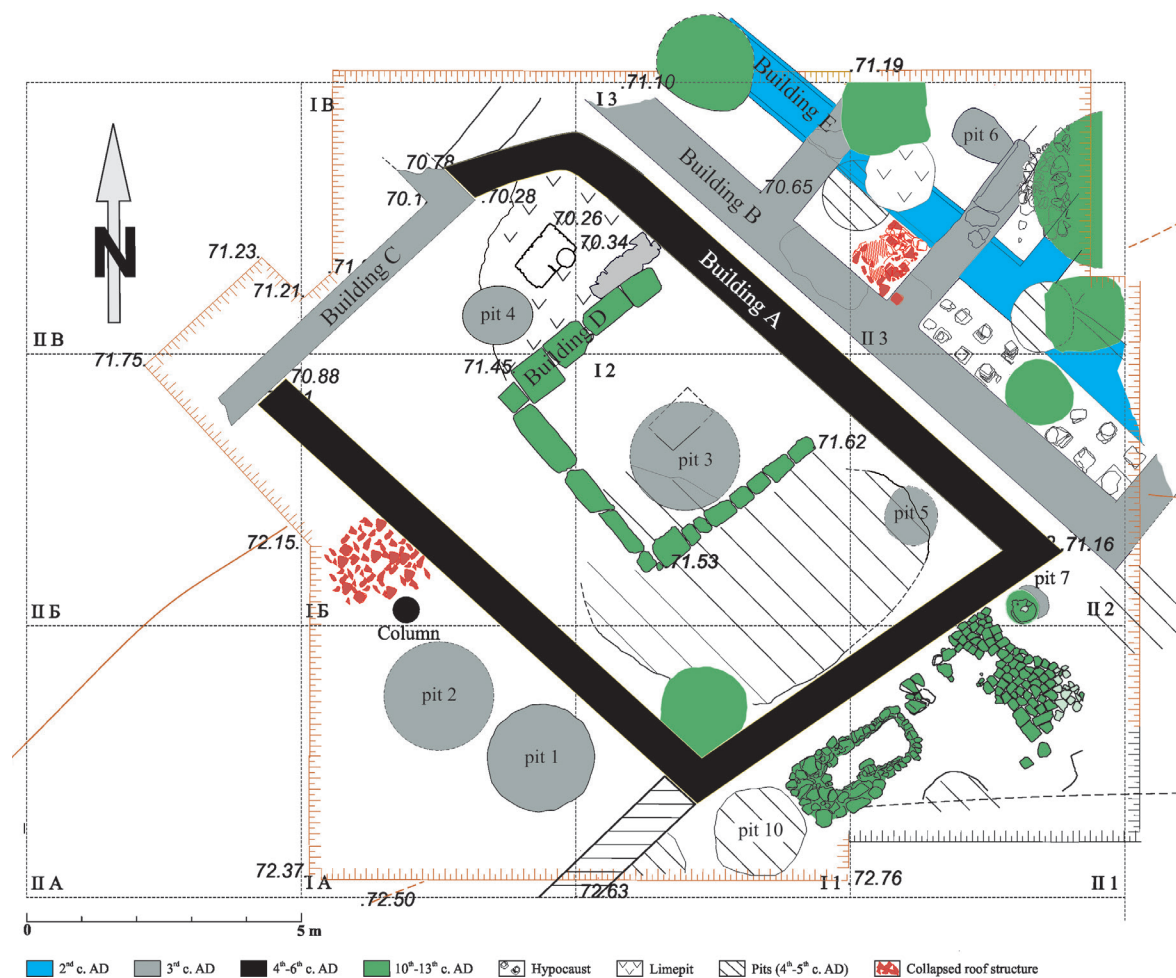 .71.19
Building E
.71.10
I B
I 3
pit 6
70.78
70.1
.70.28
.70.65
Building B
70.26
70.34
71.23.
71.21.
Building C
Building A
N
pit 4
Building D
II B
II 3
71.75.
71.45
70.88
I 2
71.62
pit 3
pit 5
72.15.
71.53
.71.16
pit 7
II Б
I Б
II 2
Column
pit 2
pit 1
pit 10
72.37.
72.76
II A
I A
72.63
I 1
II 1
.72.50
0
5 m
2nd c. AD
3rd c. AD
4th-6th c. AD
10th-13th c. AD
Hypocaust
Limepit
Pits (4th-5th c. AD)
Collapsed roof structure